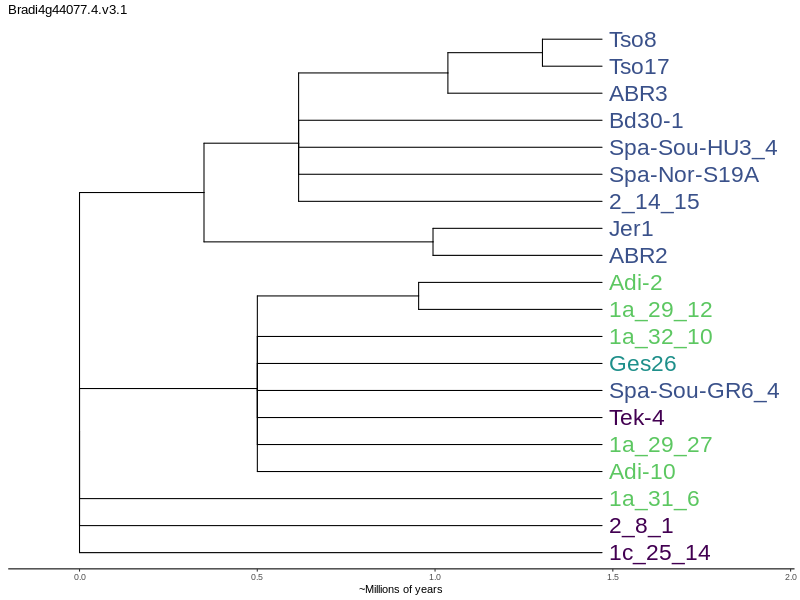 Bradi4g44077.4.v3.1
Tso8
Tso17
ABR3
Bd30-1
Spa-Sou-HU3_4
Spa-Nor-S19A
2_14_15
Jer1
ABR2
Adi-2
1a_29_12
1a_32_10
Ges26
Spa-Sou-GR6_4
Tek-4
1a_29_27
Adi-10
1a_31_6
2_8_1
1c_25_14
0.0 0.5 1.0 1.5 2.0
~Millions of years